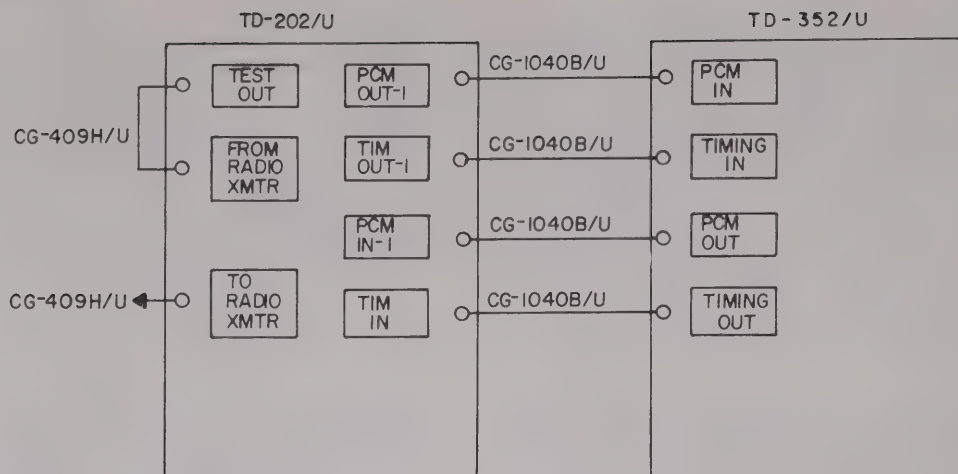 TD-202/U
TD-352/U
CG-409H/U
TEST
OUT
FROM
RADIO
XMTR
CG-409H/U
TO
RADIO
XMTR
PCM
OUT-1
TIM
OUT-1
PCM
IN-1
TIM
IN
CG-1040B/U
CG-1040B/U
CG-1040B/U
CG-1040B/U
PCM
IN
TIMING
IN
PCM
OUT
TIMING
OUT